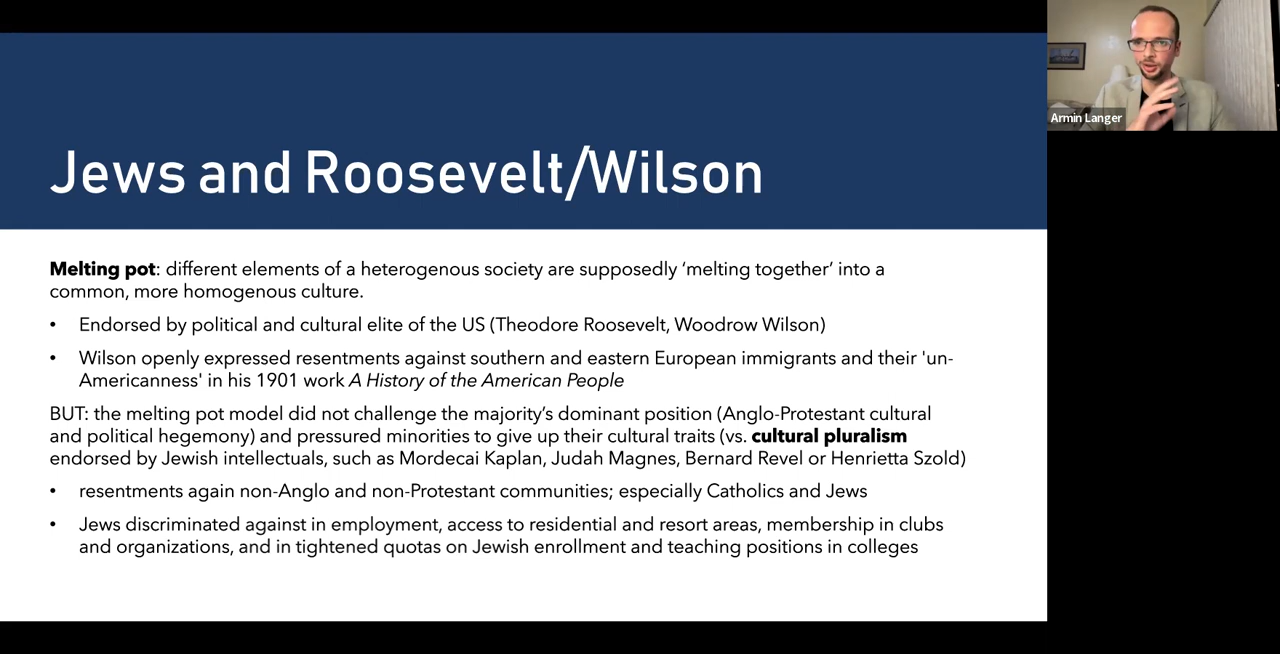 Jews and Roosevelt/Wilson
Armin Langer
Melting pot: different elements of a heterogenous society are supposedly ‘melting together’ into a
common, more homogenous culture.
• Endorsed by political and cultural elite of the US (Theodore Roosevelt, Woodrow Wilson)
• Wilson openly expressed resentments against southern and eastern European immigrants and their 'un-
Americanness' in his 1901 work A History of the American People
BUT: the melting pot model did not challenge the majority’s dominant position (Anglo-Protestant cultural
and political hegemony) and pressured minorities to give up their cultural traits (vs. cultural pluralism
endorsed by Jewish intellectuals, such as Mordecai Kaplan, Judah Magnes, Bernard Revel or Henrietta Szold)
• resentments again non-Anglo and non-Protestant communities; especially Catholics and Jews
• Jews discriminated against in employment, access to residential and resort areas, membership in clubs
and organizations, and in tightened quotas on Jewish enrollment and teaching positions in colleges